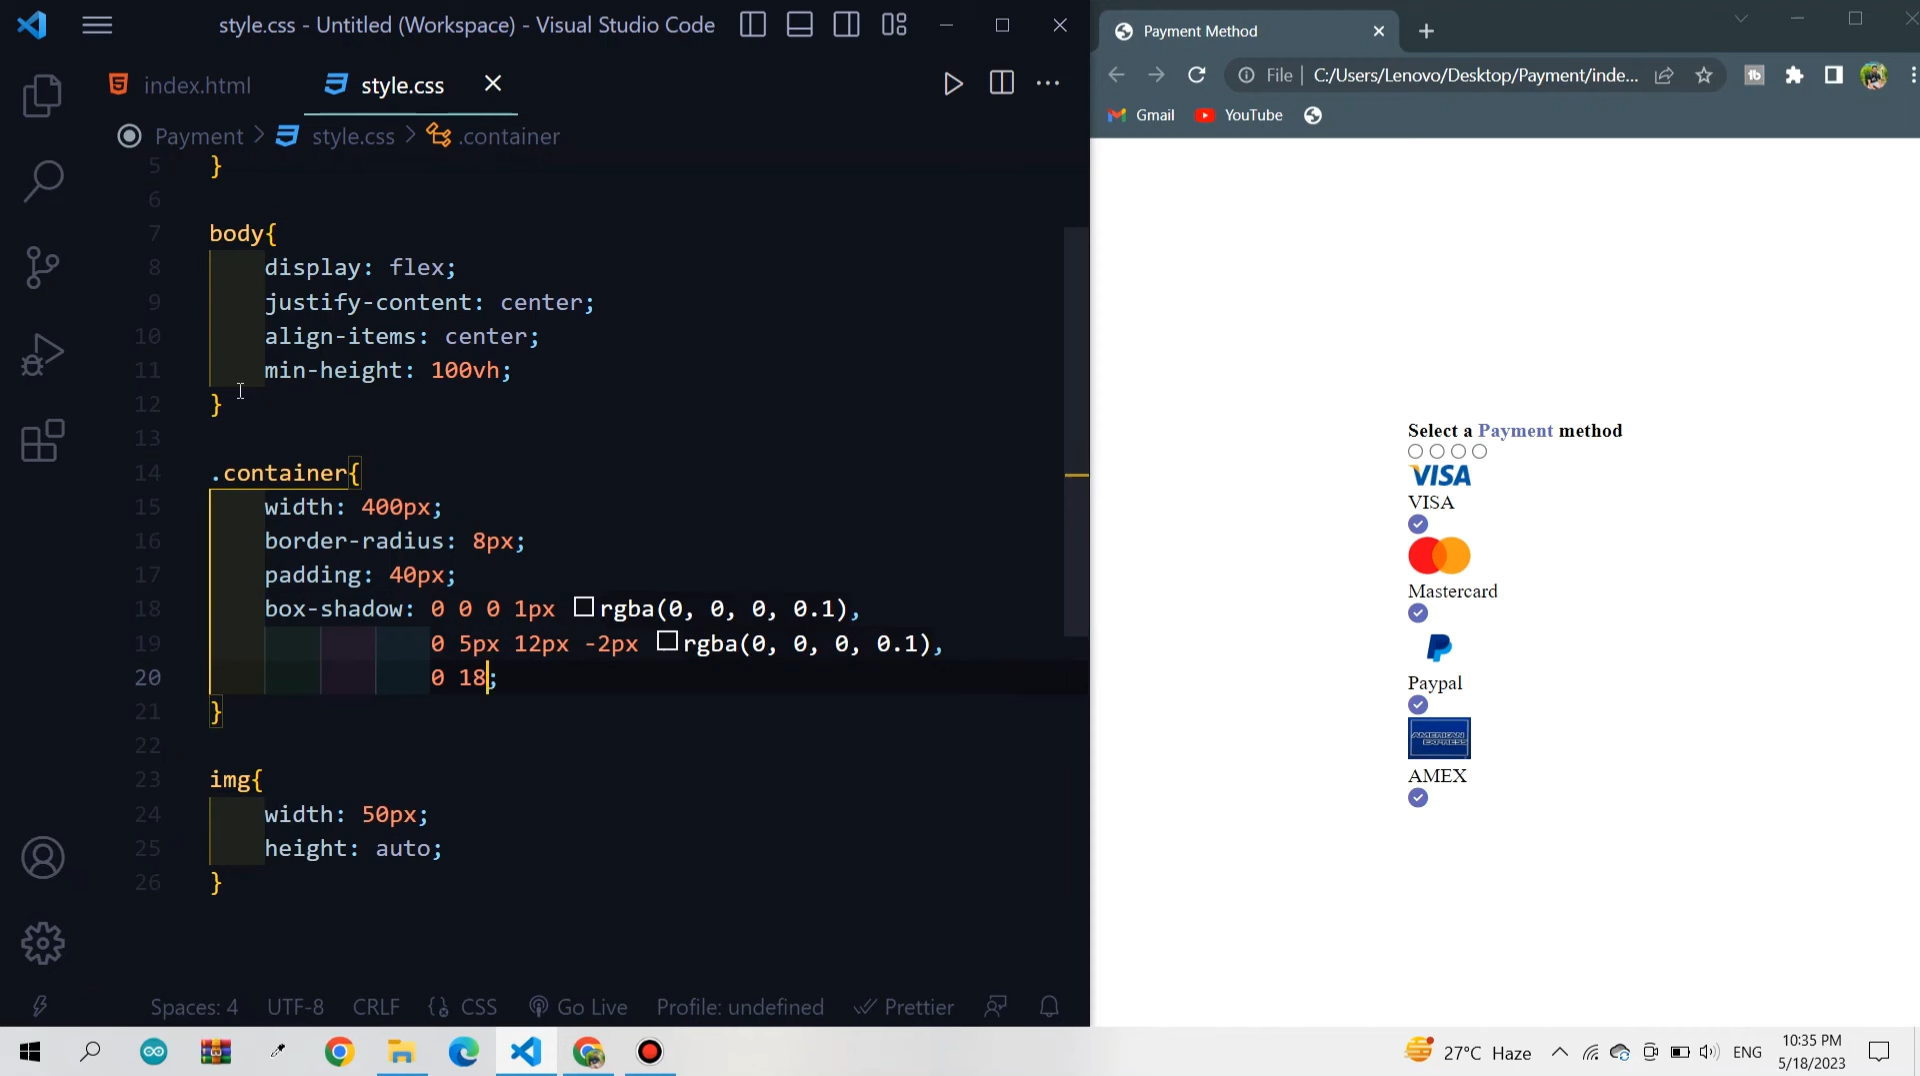 style.css - Untitled (Workspace) - Visual Studio Code
index.html
style.css
Payment > style.css > .container
5 }
6
7 body{
8 display: flex;
9 justify-content: center;
10 align-items: center;
11 min-height: 100vh;
12 }
13
14 .container{
15 width: 400px;
16 border-radius: 8px;
17 padding: 40px;
18 box-shadow: 0 0 0 1px rgba(0, 0, 0, 0.1),
19 0 5px 12px -2px rgba(0, 0, 0, 0.1),
20 0 18;
21 }
22
23 img{
24 width: 50px;
25 height: auto;
26 }
Spaces: 4 UTF-8 CRLF {} CSS Go Live Profile: undefined Prettier
Payment Method
File | C:/Users/Lenovo/Desktop/Payment/inde...
Gmail YouTube
Select a Payment method
VISA
VISA
Mastercard
Paypal
AMERICAN
EXPRESS
AMEX
27°C Haze
ENG
10:35 PM
5/18/2023